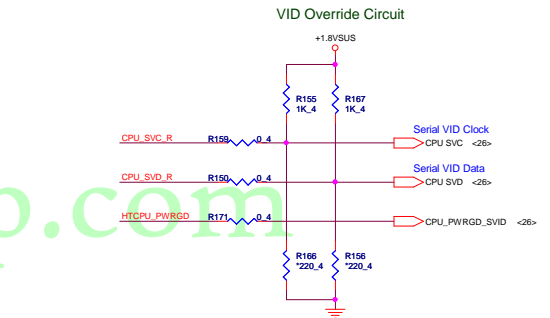 VID Override Circuit
+1.8VSUS
R155
1K_4
R167
1K_4
Serial VID Clock
CPU_SVC_R
R159
0_4
CPU SVC <26>
Serial VID Data
CPU_SVD_R
R150
0_4
CPU SVD <26>
HTCPU_PWRGD
R171
0_4
CPU_PWRGD_SVID <26>
R166
*220_4
R156
*220_4
p.com